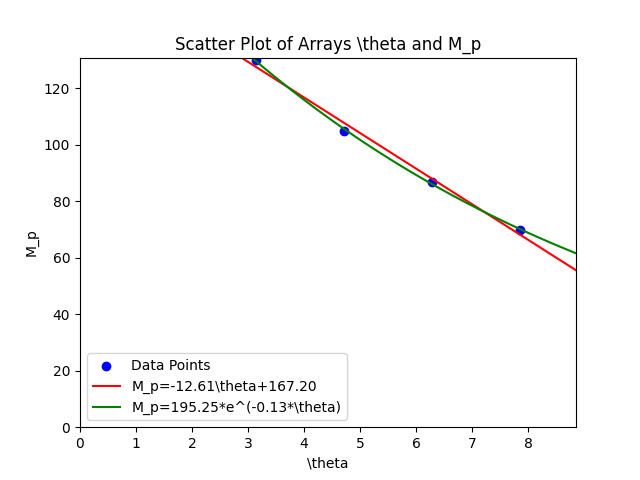 Scatter Plot of Arrays \theta and M_p
120
100
80
60
40
20
0
M_p
Data Points
M_p=-12.61\theta+167.20
M_p=195.25*e^(-0.13*\theta)
0 1 2 3 4 5 6 7 8
\theta